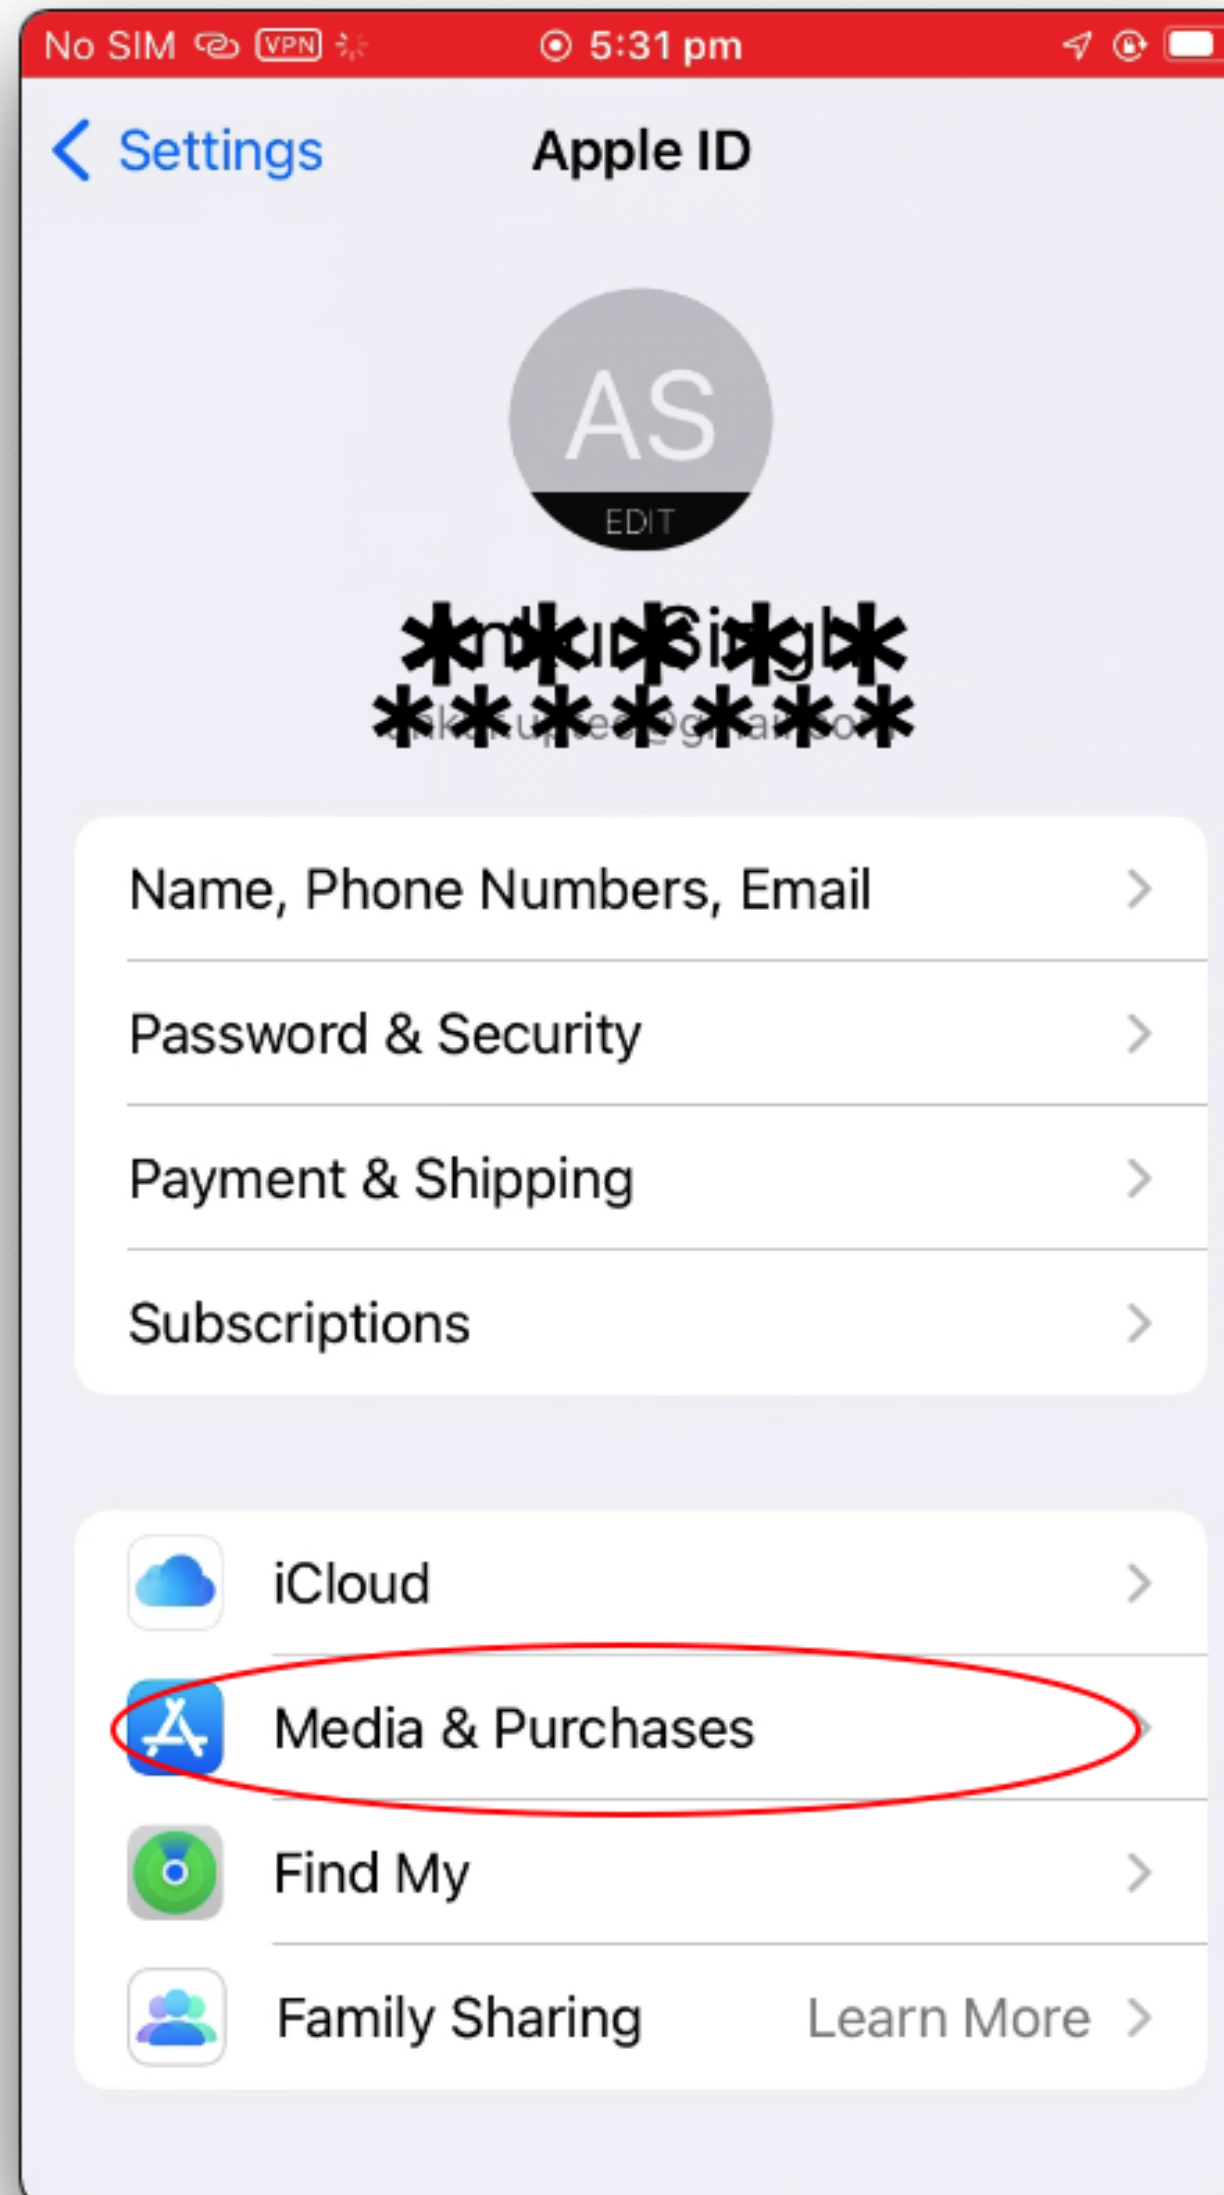 No SIM VPN 5:31 pm
Settings Apple ID
AS
EDIT
Name, Phone Numbers, Email
Password & Security
Payment & Shipping
Subscriptions
iCloud
Media & Purchases
Find My
Family Sharing Learn More